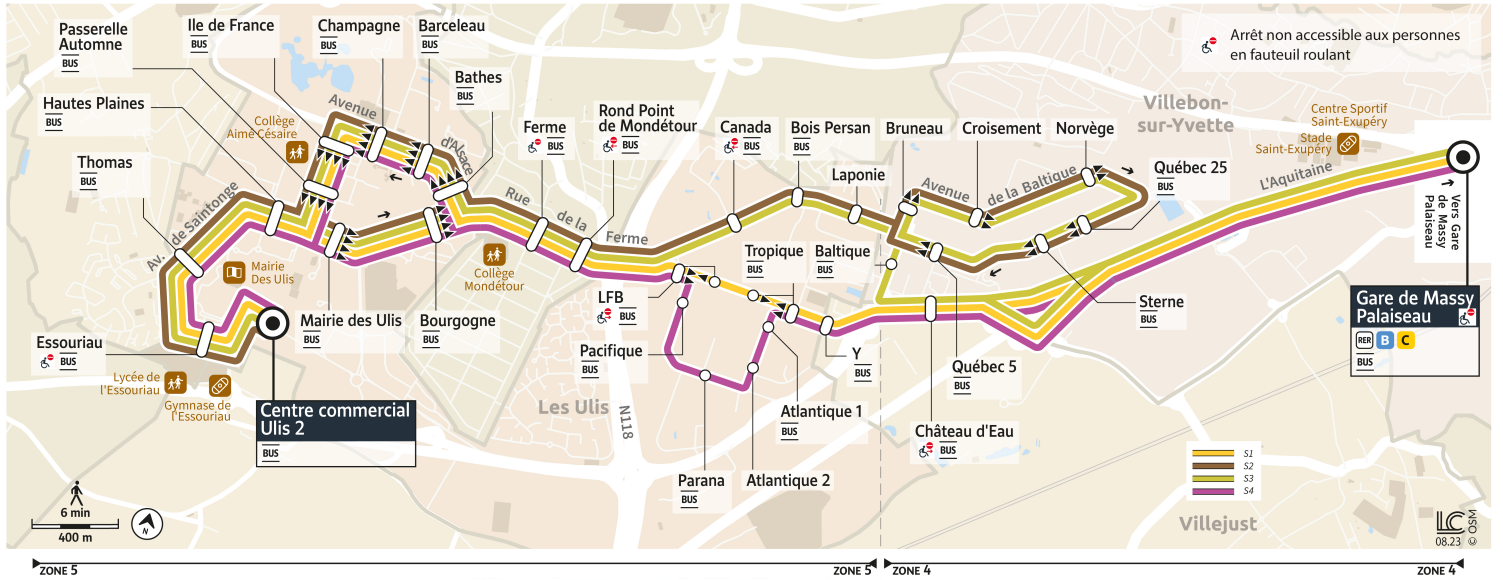 Passerelle
Automne
BUS
Ile de France
BUS
Champagne
BUS
Barceleau
BUS
Arrêt non accessible aux personnes
en fauteuil roulant
Bathes
BUS
Hautes Plaines
BUS
Collège
Aimé Césaire
Avenue
d'Alsace
Rond Point
de Mondétour
BUS
Ferme
BUS
Canada
BUS
Bois Persan
BUS
Bruneau
Croisement
Norvège
BUS
Villebon-
sur-Yvette
Centre Sportif
Saint-Exupéry
Stade
Saint-Exupéry
Thomas
BUS
Québec 25
BUS
Laponie
Avenue
de la Baltique
L'Aquitaine
Av. de Saintonge
Rue
de la
Ferme
Vers Gare
de Massy
Palaiseau
Mairie
Des Ulis
Collège
Mondétour
Tropique
BUS
Baltique
BUS
LFB
BUS
Sterne
BUS
Gare de Massy
Palaiseau
RER
B
C
BUS
Mairie des Ulis
BUS
Bourgogne
BUS
Essouriau
BUS
Pacifique
BUS
Y
BUS
Québec 5
BUS
Lycée de
l'Essouriau
Gymnase de
l'Essouriau
Centre commercial
Ulis 2
BUS
Les Ulis
N118
Atlantique 1
BUS
Château d'Eau
BUS
Parana
BUS
Atlantique 2
S1
S2
S3
S4
Villejust
6 min
400 m
N
LC
08.23
© OSM
ZONE 5
ZONE 5
ZONE 4
ZONE 4